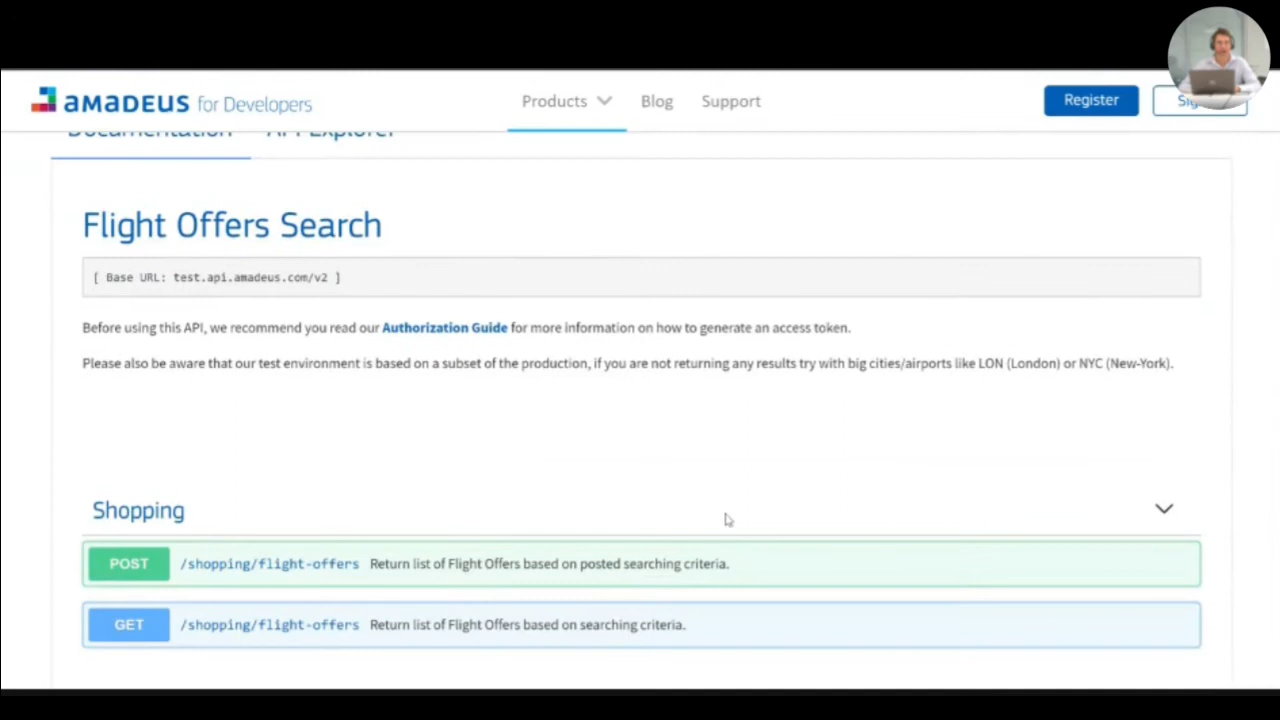 amadeus for Developers
Products
Blog
Support
Register
Documentation
API Explorer
Flight Offers Search
[ Base URL: test.api.amadeus.com/v2 ]
Before using this API, we recommend you read our Authorization Guide for more information on how to generate an access token.
Please also be aware that our test environment is based on a subset of the production, if you are not returning any results try with big cities/airports like LON (London) or NYC (New-York).
Shopping
POST /shopping/flight-offers Return list of Flight Offers based on posted searching criteria.
GET /shopping/flight-offers Return list of Flight Offers based on searching criteria.